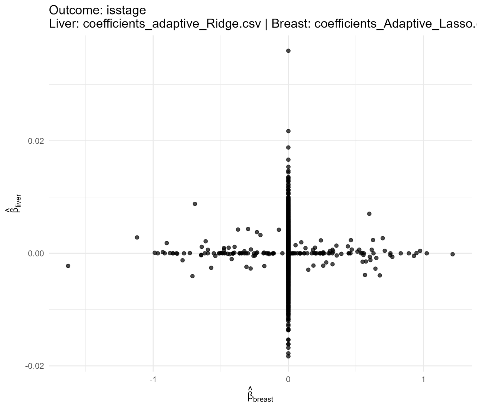 Outcome: isstage
Liver: coefficients_adaptive_Ridge.csv | Breast: coefficients_Adaptive_Lasso.
0.02
0.00
-0.02
β̂liver
-1
0
1
β̂breast